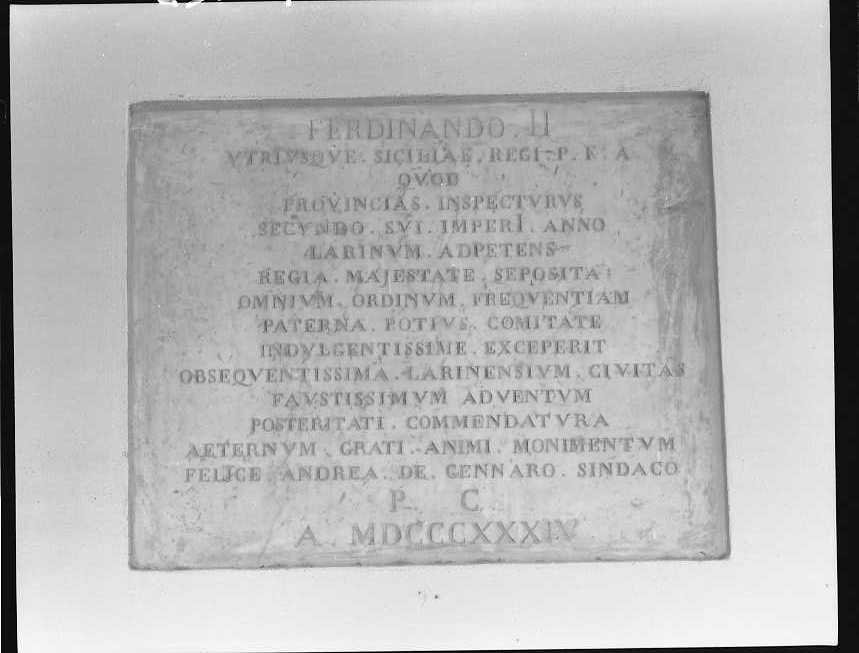 FERDINANDO . II
VTRIVSQVE . SICILIAE . REGI . P . F . A
QVOD
PROVINCIAS . INSPECTVRVS
SECVNDO . SVI . IMPERI . ANNO
LARINVM . ADPETENS
REGIA . MAJESTATE . SEPOSITA
OMNIVM . ORDINVM . FREQVENTIAM
PATERNA . POTIVS . COMITATE
INDVLGENTISSIME . EXCEPERIT
OBSEQVENTISSIMA . LARINENSIVM . CIVITAS
FAVSTISSIMVM ADVENTVM
POSTERITATI . COMMENDATVRA
AETERNVM . GRATI . ANIMI . MONIMENTVM
FELICE . ANDREA . DE . GENNARO . SINDACO
P C
A MDCCCXXXIV